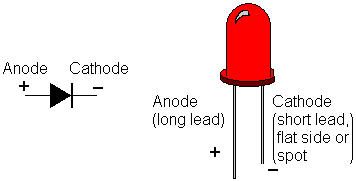 Anode Cathode
+ −
Anode
(long lead)
+
Cathode
(short lead,
flat side or
spot
−